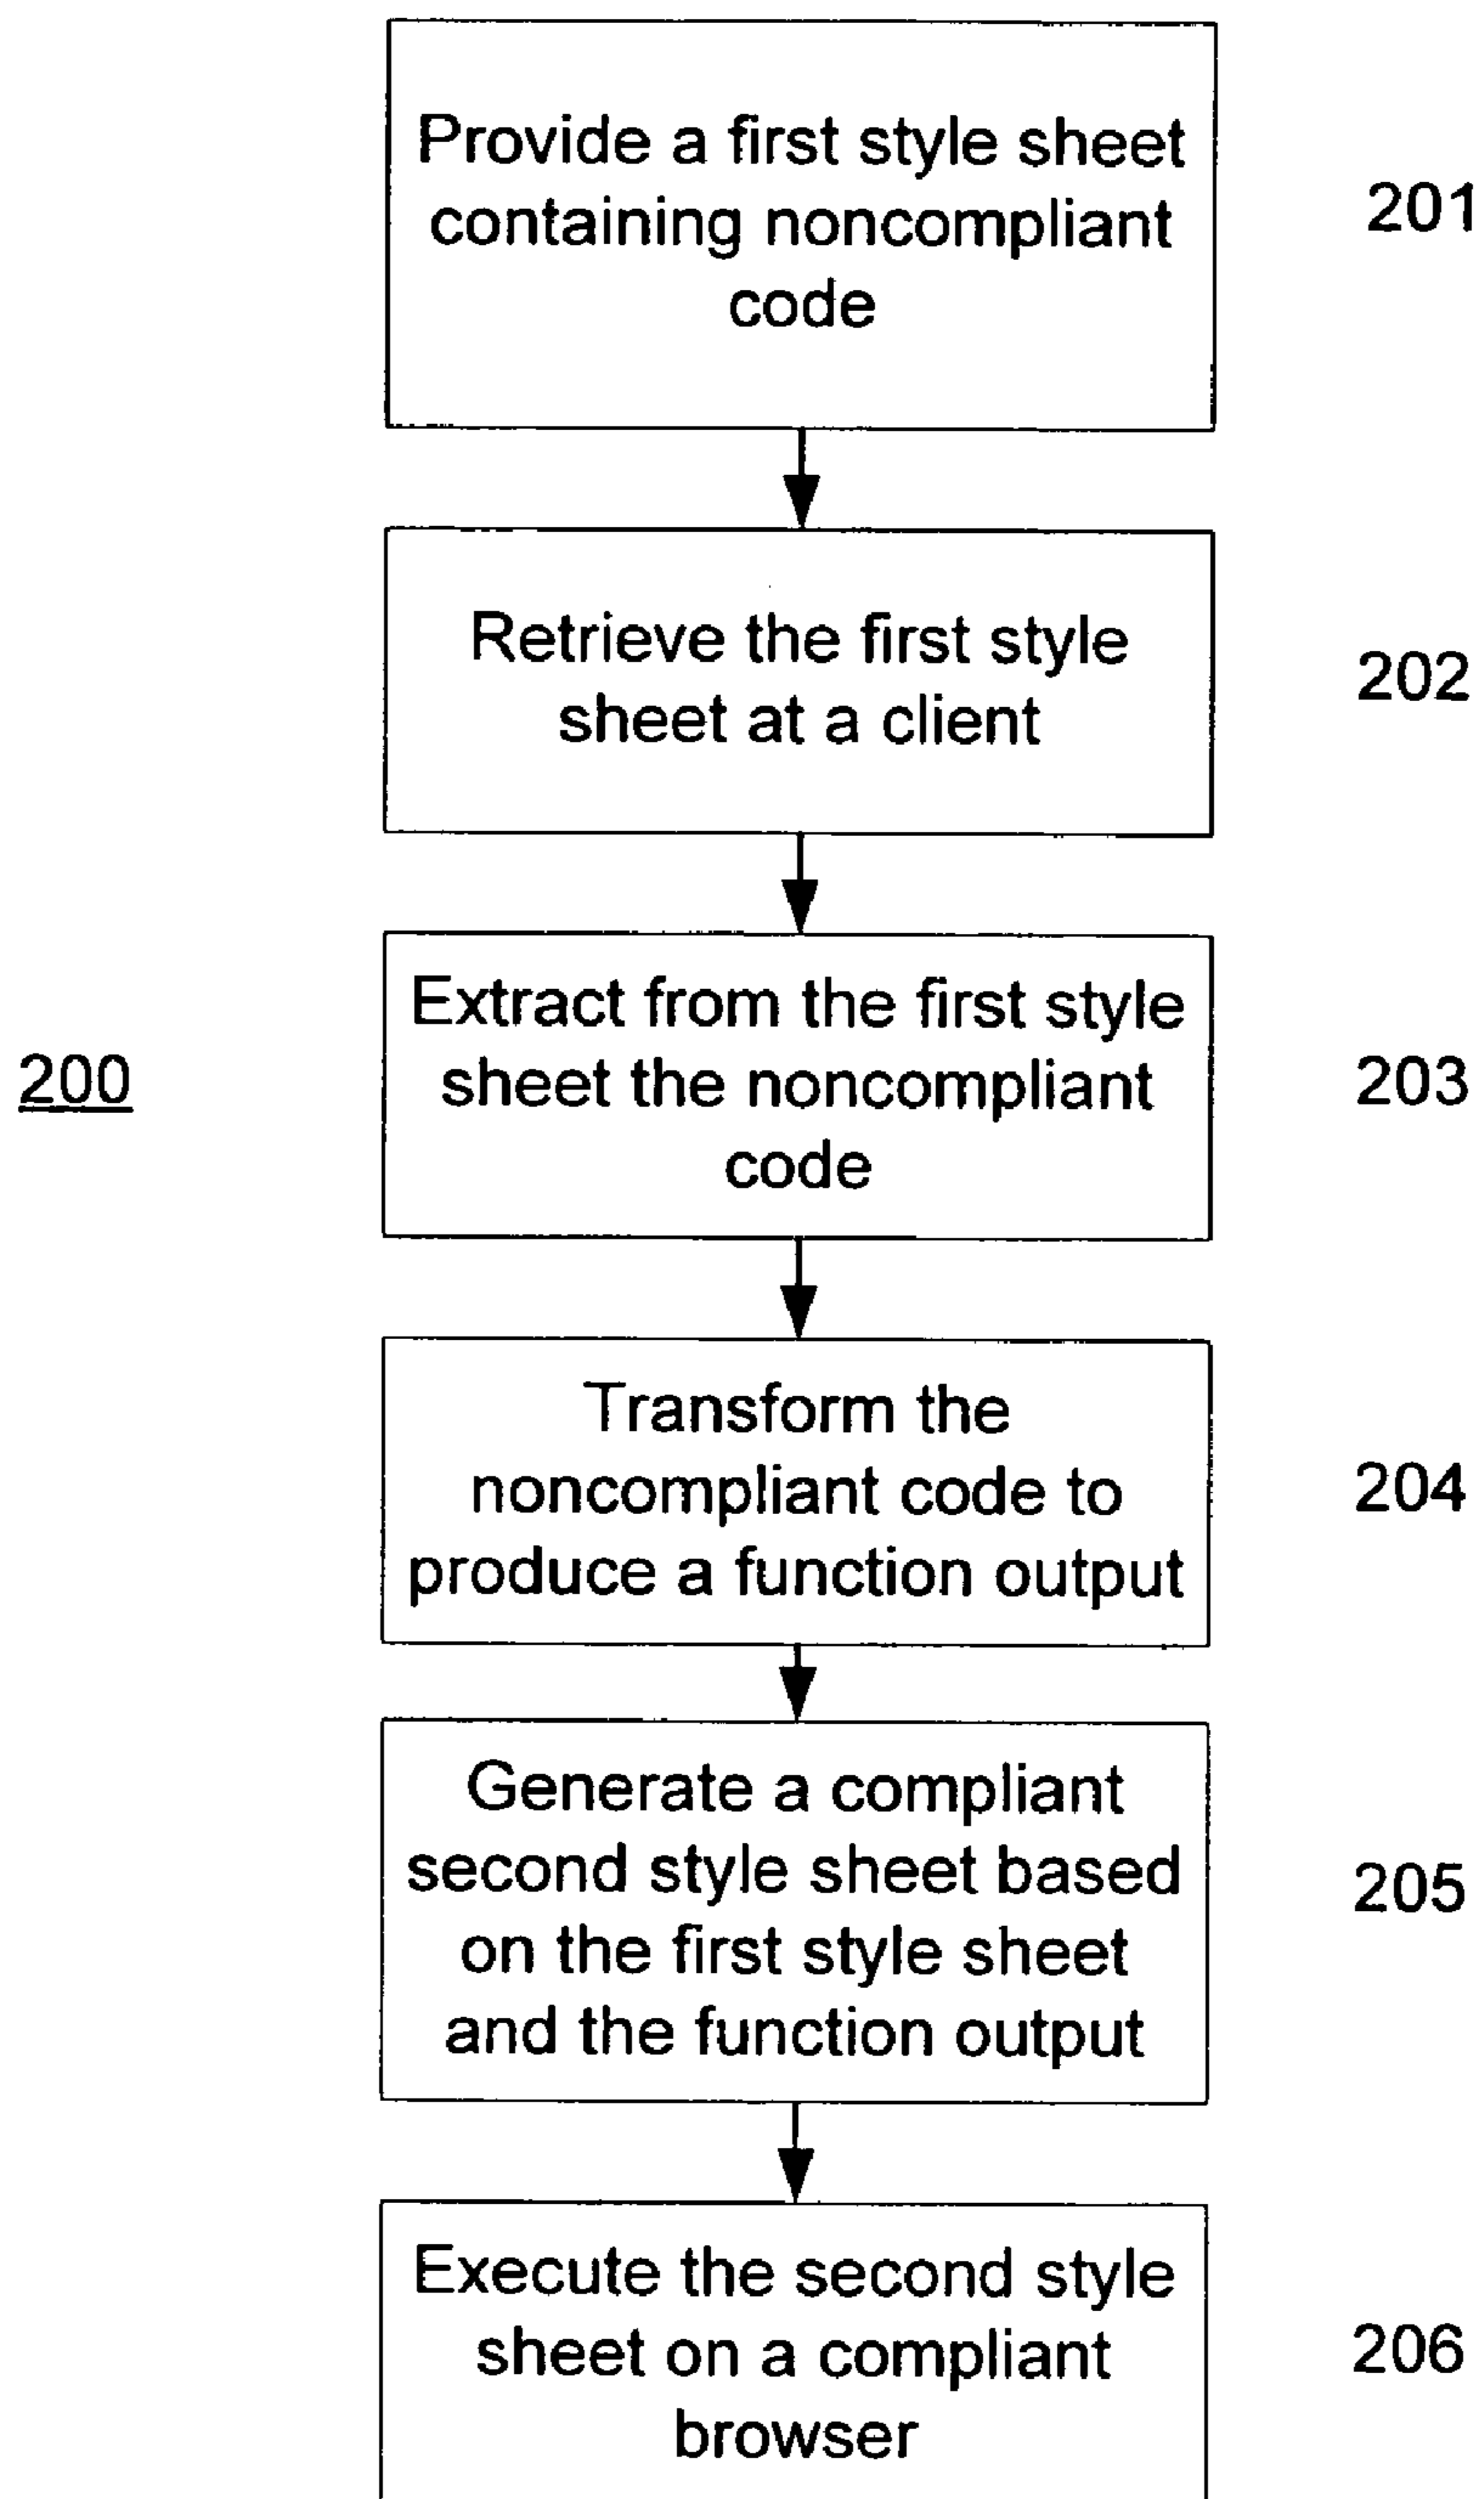 Provide a first style sheet
containing noncompliant
code
201
Retrieve the first style
sheet at a client
202
Extract from the first style
sheet the noncompliant
code
200
203
Transform the
noncompliant code to
produce a function output
204
Generate a compliant
second style sheet based
on the first style sheet
and the function output
205
Execute the second style
sheet on a compliant
browser
206